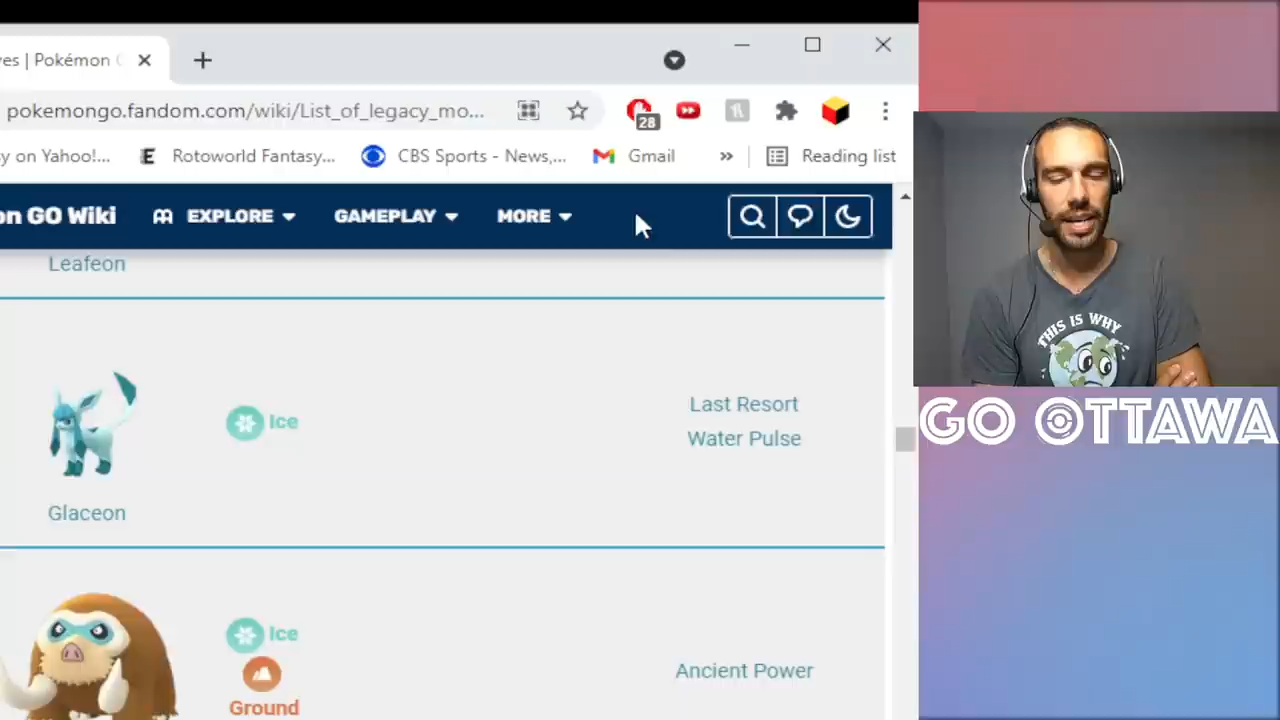 ves | Pokémon G
pokemongo.fandom.com/wiki/List_of_legacy_mo...
28
y on Yahoo!... Rotoworld Fantasy... CBS Sports - News,... Gmail » Reading list
on GO Wiki EXPLORE GAMEPLAY MORE
Leafeon
Ice
Last Resort
Water Pulse
Glaceon
Ice
Ground
Ancient Power
THIS IS WHY
GO OTTAWA